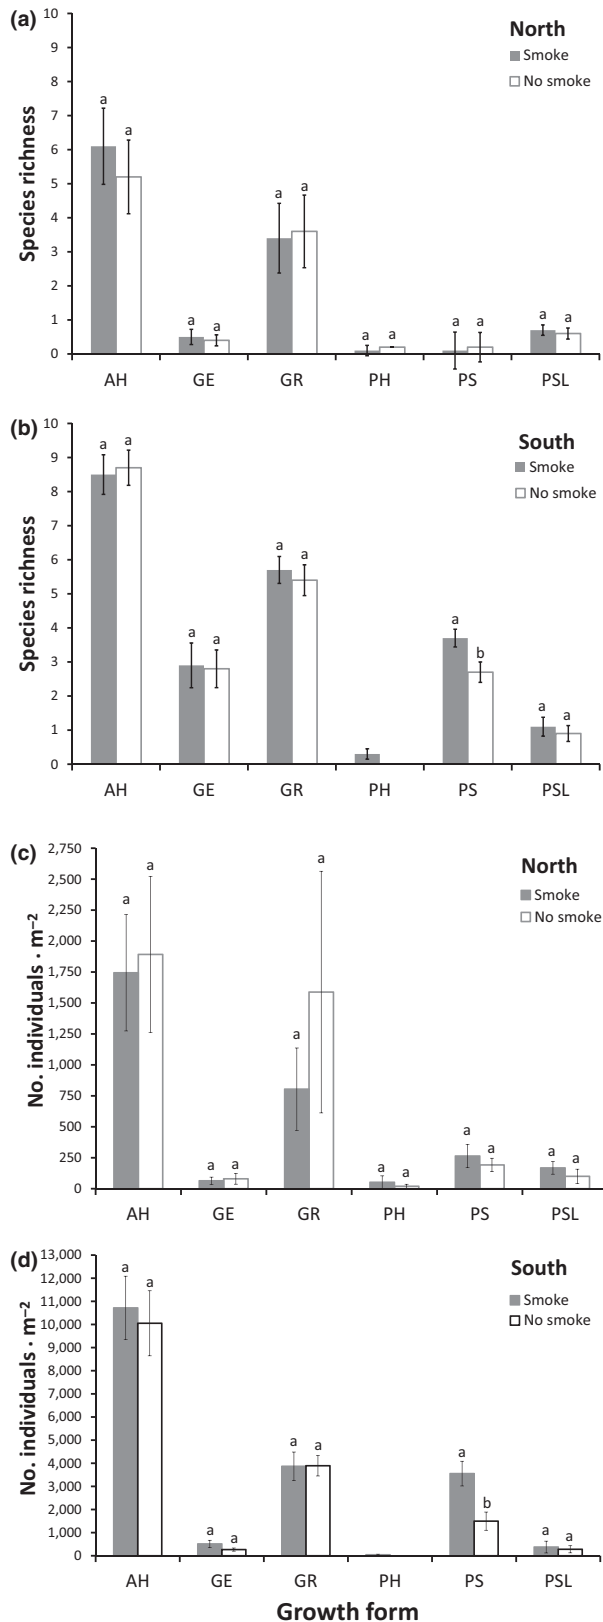 (a)
North
Smoke
No smoke
Species richness
10
9
8
7
6
5
4
3
2
1
0
a a a a a a a a a a a a
AH GE GR PH PS PSL
(b)
South
Smoke
No smoke
Species richness
10
9
8
7
6
5
4
3
2
1
0
a a a a a a a b a a
AH GE GR PH PS PSL
(c)
North
Smoke
No smoke
No. individuals · m⁻²
2,750
2,500
2,250
2,000
1,750
1,500
1,250
1,000
750
500
250
0
a a a a a a a a a a a a
AH GE GR PH PS PSL
(d)
South
Smoke
No smoke
No. individuals · m⁻²
13,000
12,000
11,000
10,000
9,000
8,000
7,000
6,000
5,000
4,000
3,000
2,000
1,000
0
a a a a a a a b a a
AH GE GR PH PS PSL
Growth form